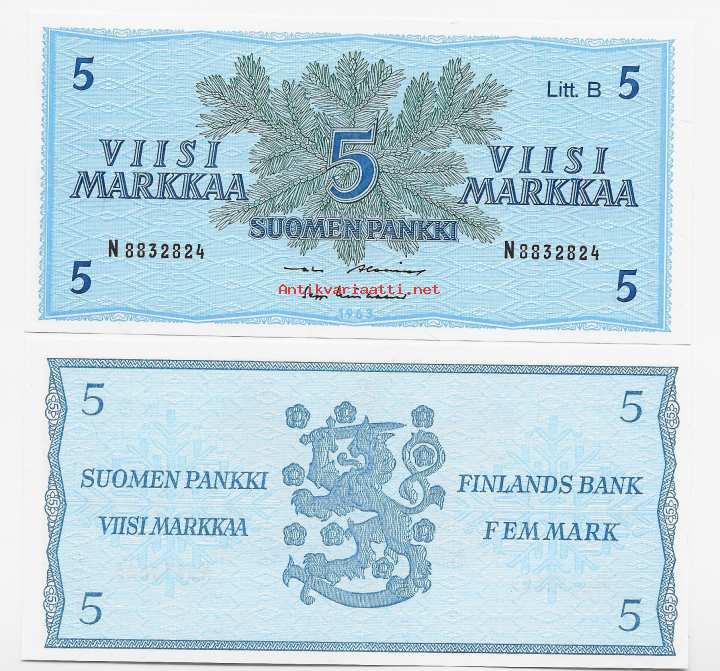 5
Litt. B 5
VIISI MARKKAA
5
VIISI MARKKAA
SUOMEN PANKKI
N8832824
N8832824
Antikvariaatti.net
5
1963
5
5
5
SUOMEN PANKKI
FINLANDS BANK
VIISI MARKKAA
FEM MARK
5
5